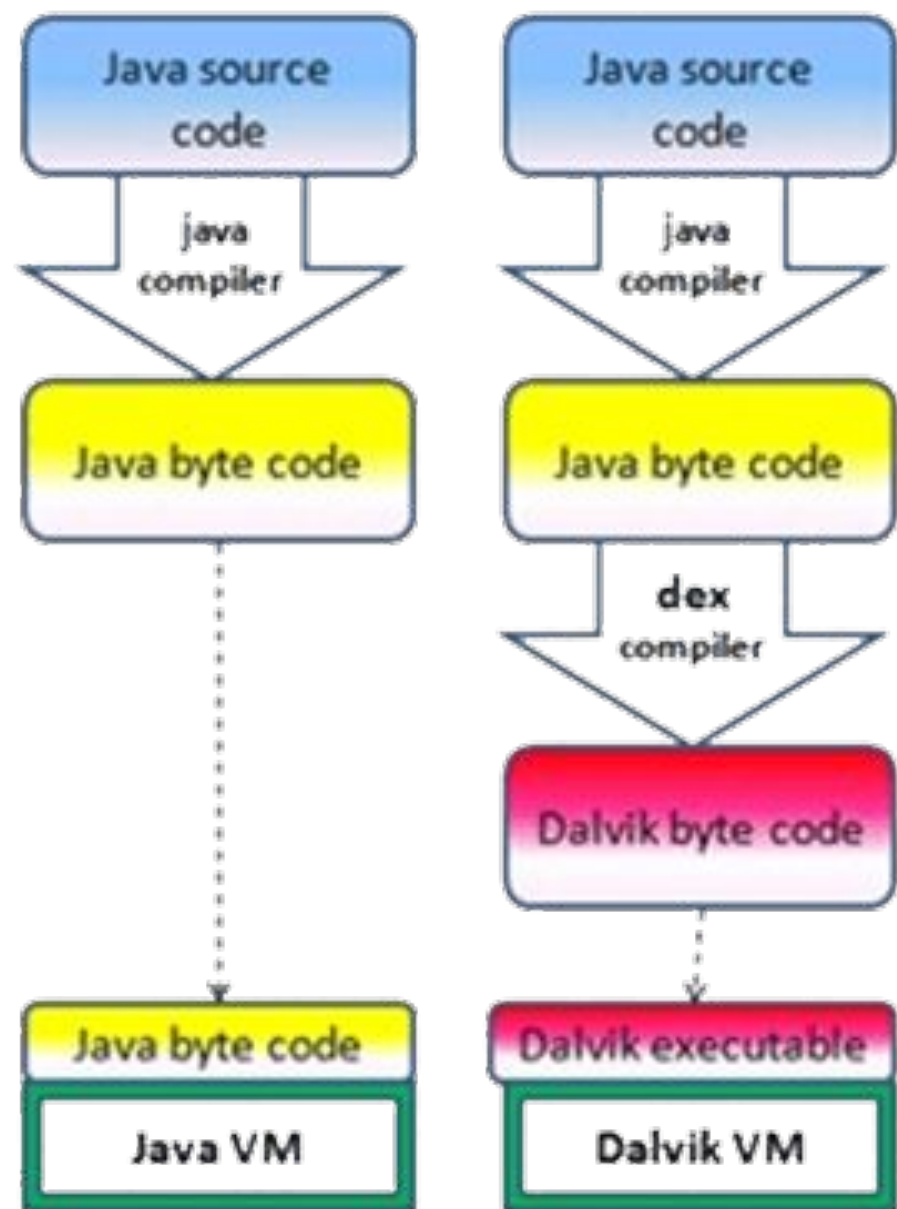 Java source
code
java
compiler
Java byte code
Java byte code
Java VM
Java source
code
java
compiler
Java byte code
dex
compiler
Dalvik byte code
Dalvik executable
Dalvik VM